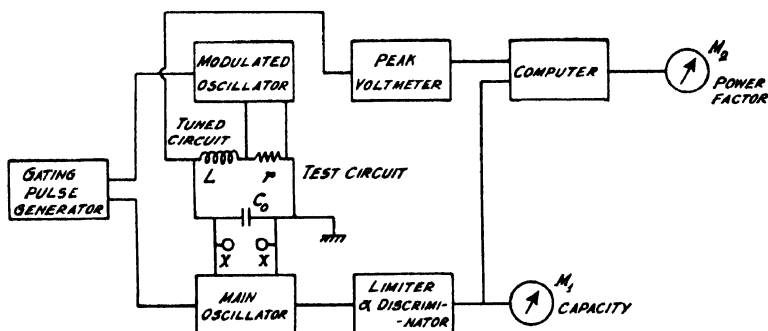 MODULATED
OSCILLATOR
PEAK
VOLTMETER
COMPUTER
M2
POWER
FACTOR
TUNED
CIRCUIT
L
r
TEST CIRCUIT
GATING
PULSE
GENERATOR
C0
X
X
MAIN
OSCILLATOR
LIMITER
& DISCRIMI-
-NATOR
M1
CAPACITY